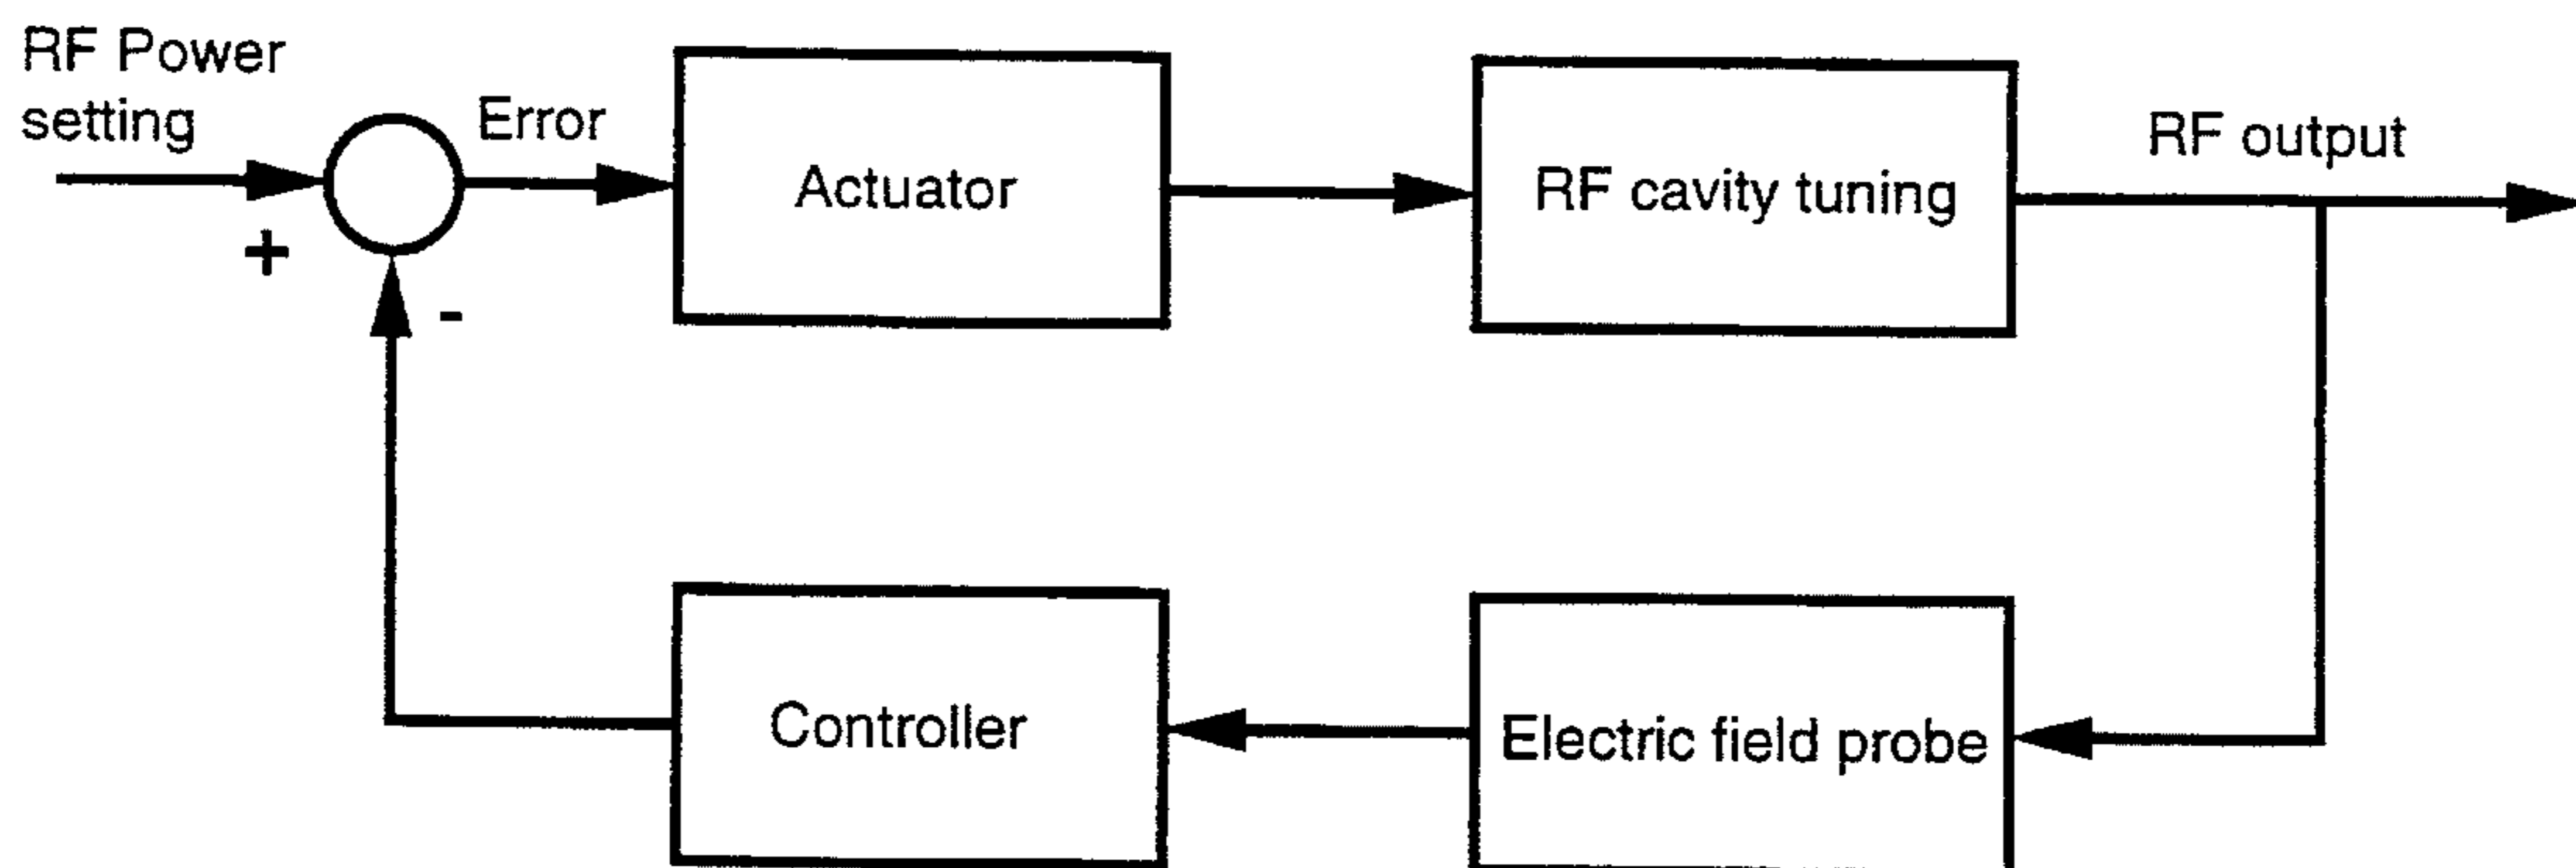 RF Power
setting
Error
Actuator
RF cavity tuning
RF output
+
-
Controller
Electric field probe